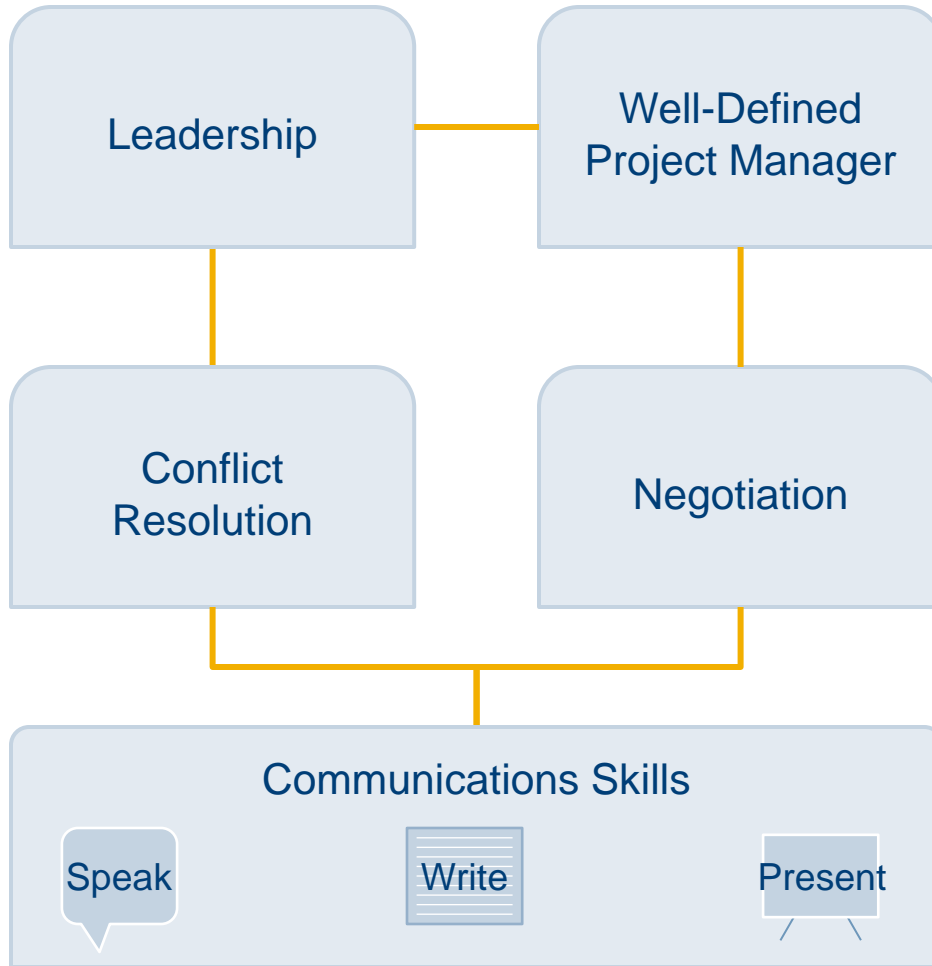 Leadership
Well-Defined
Project Manager
Conflict
Resolution
Negotiation
Communications Skills
Speak
Write
Present